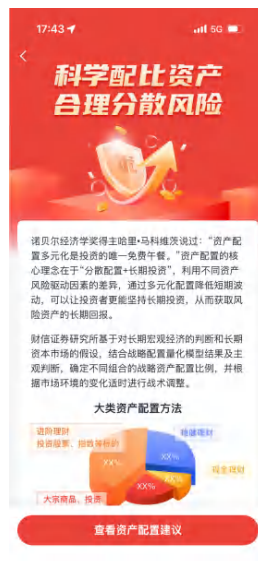 17:43
5G
科学配比资产
合理分散风险
诺贝尔经济学奖得主哈里·马科维茨说过：“资产配
置多元化是投资的唯一免费午餐。”资产配置的核
心理念在于“分散配置+长期投资”，利用不同资产
风险驱动因素的差异，通过多元化配置降低短期波
动，可以让投资者更能坚持长期投资，从而获取风
险资产的长期回报。
财信证券研究所基于对长期宏观经济的判断和长期
资本市场的假设，结合战略配置量化模型结果及主
观判断，确定不同组合的战略资产配置比例，并根
据市场环境的变化适时进行战术调整。
大类资产配置方法
进阶理财
投资股票、指数等标的
稳健理财
XX%
XX%
现金理财
XX%
XX%
大宗商品、投资
查看资产配置建议